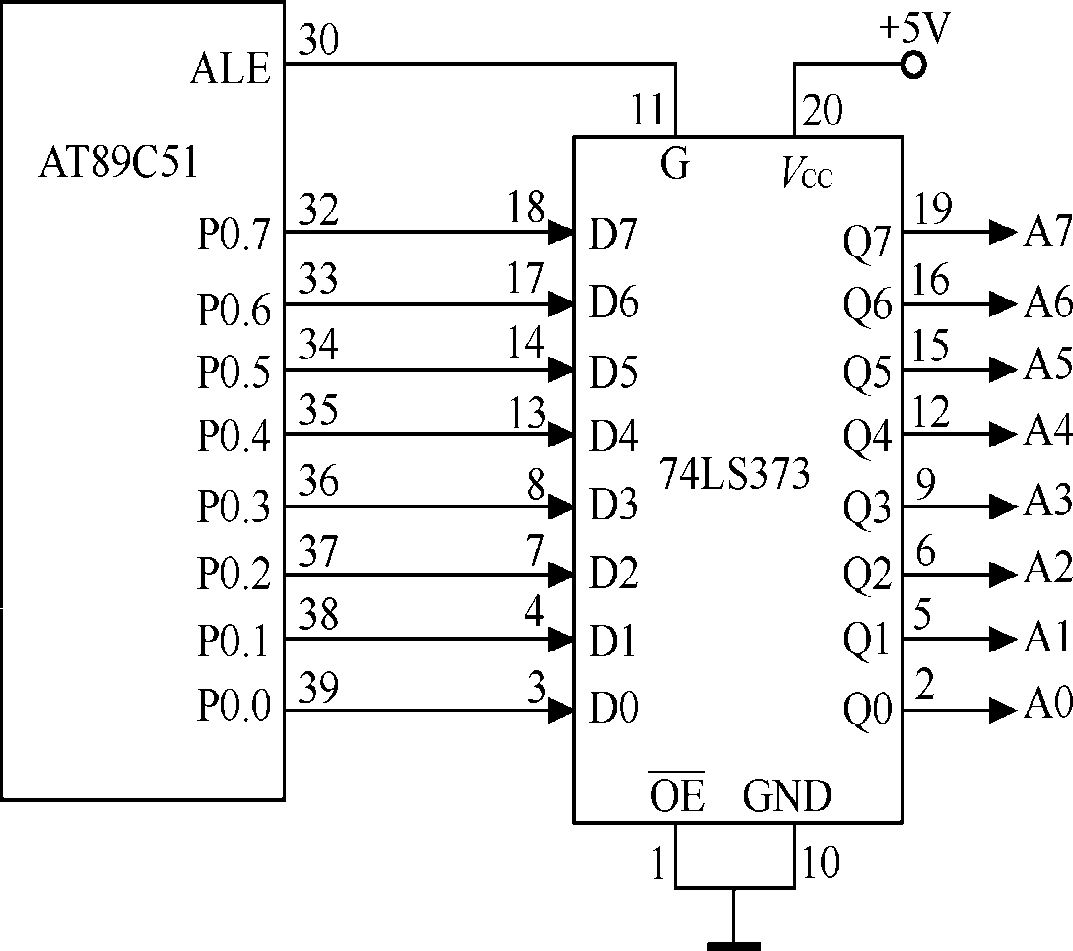 +5V
30
ALE
11
20
G
VCC
AT89C51
P0.7 32 18 D7 Q7 19 A7
P0.6 33 17 D6 Q6 16 A6
P0.5 34 14 D5 Q5 15 A5
P0.4 35 13 D4 Q4 12 A4
74LS373
P0.3 36 8 D3 Q3 9 A3
P0.2 37 7 D2 Q2 6 A2
P0.1 38 4 D1 Q1 5 A1
P0.0 39 3 D0 Q0 2 A0
O̅E̅ GND
1 10